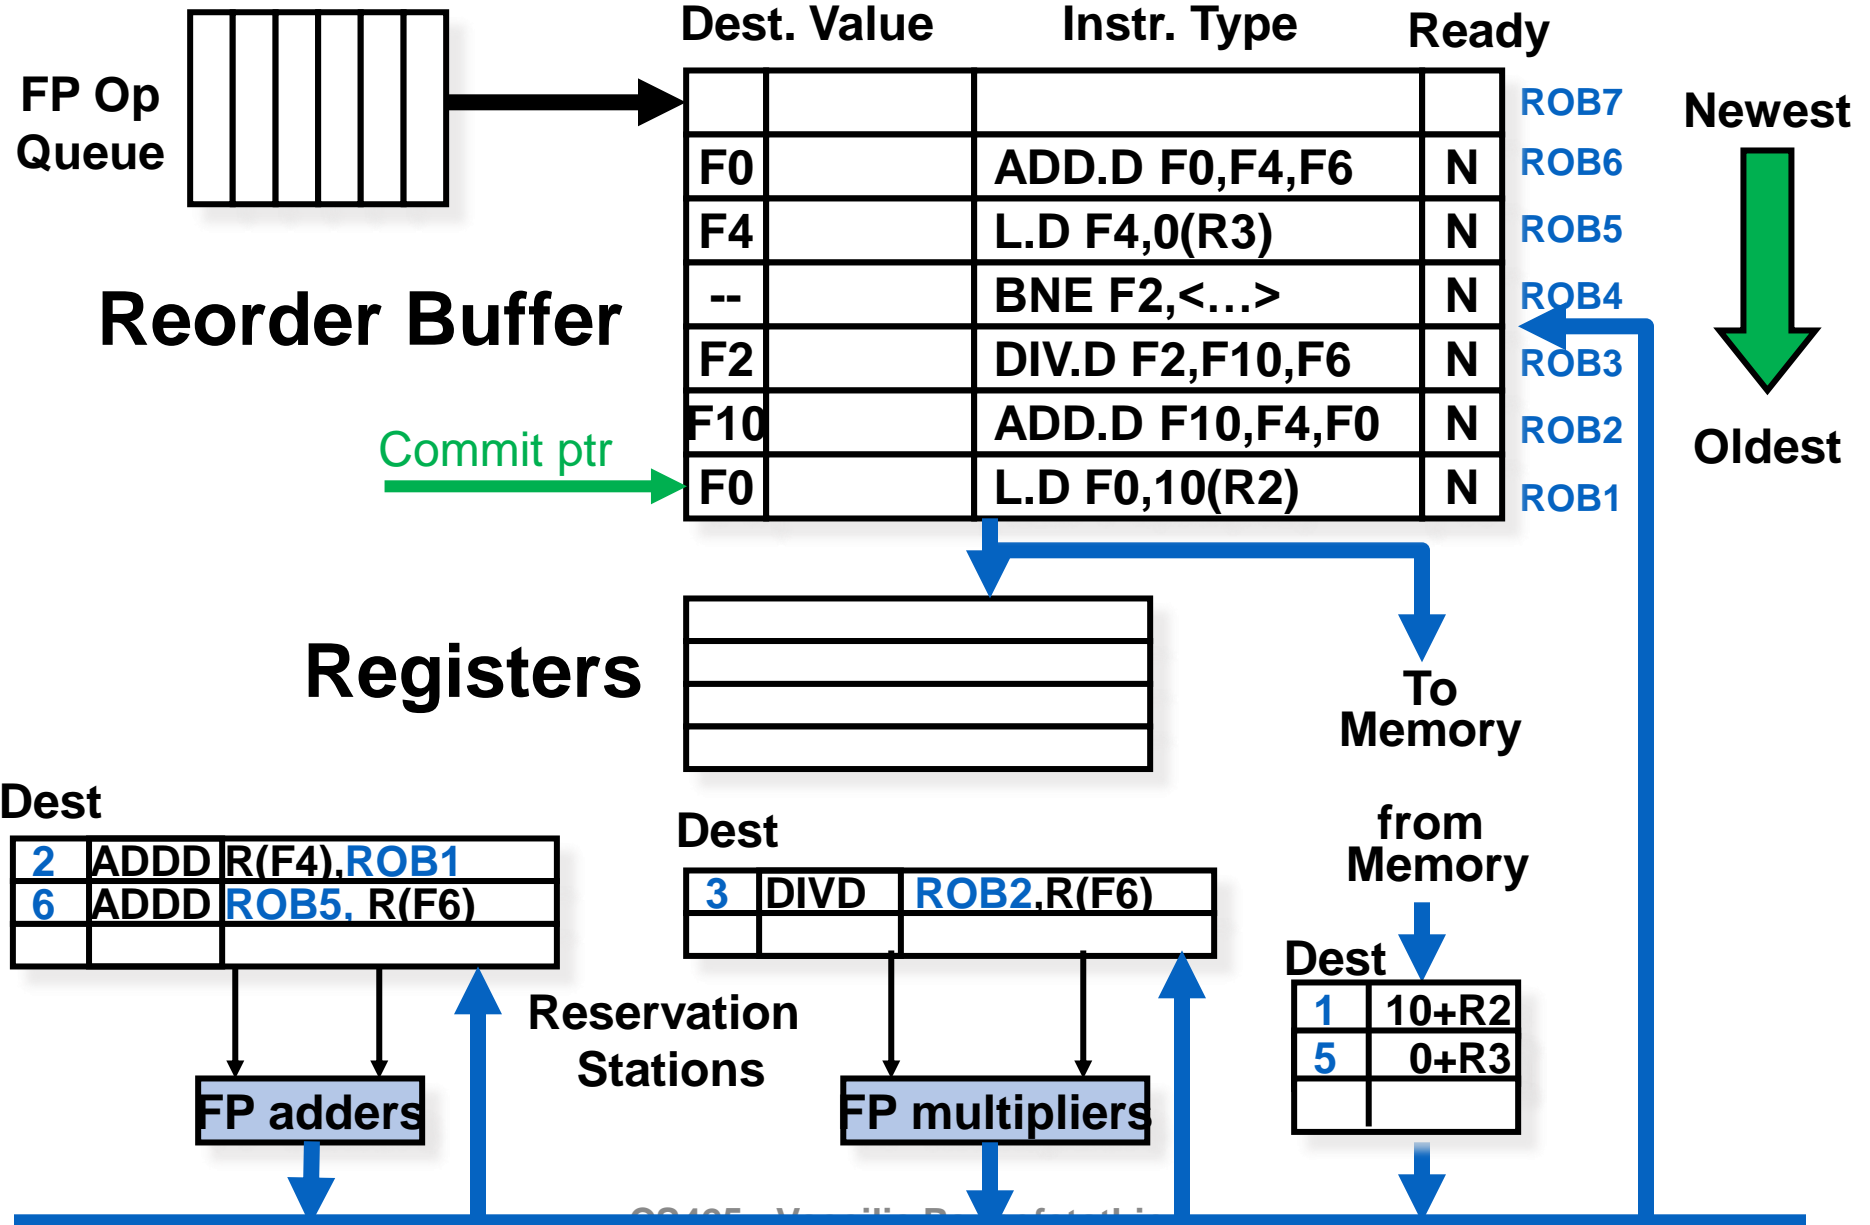 Dest. Value Instr. Type Ready
FP Op
Queue
ROB7
Newest
F0 ADD.D F0,F4,F6 N ROB6
F4 L.D F4,0(R3) N ROB5
Reorder Buffer
-- BNE F2,<...> N ROB4
F2 DIV.D F2,F10,F6 N ROB3
F10 ADD.D F10,F4,F0 N ROB2
Oldest
Commit ptr
F0 L.D F0,10(R2) N ROB1
Registers
To
Memory
Dest
2 ADDD R(F4),ROB1
6 ADDD ROB5, R(F6)
Dest
3 DIVD ROB2,R(F6)
from
Memory
Dest
1 10+R2
5 0+R3
Reservation
Stations
FP adders
FP multipliers